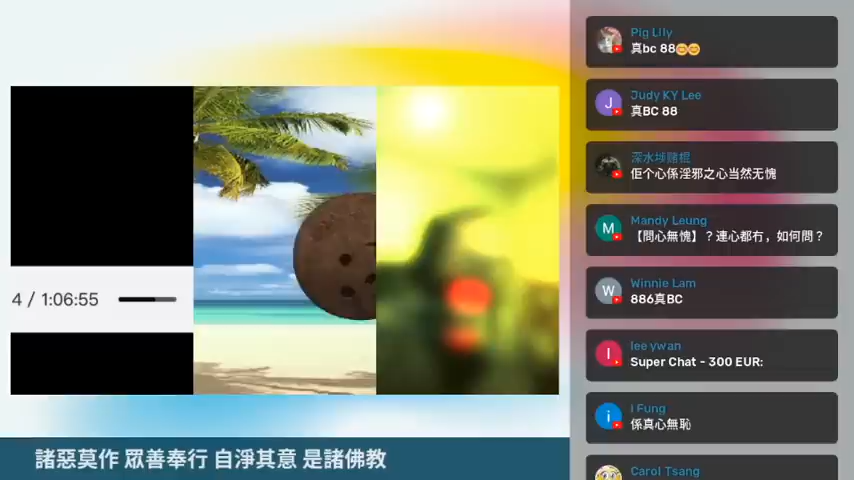 Pig Lily
真bc 88😊😊
Judy KY Lee
真BC 88
深水埗賭棍
佢个心係淫邪之心当然无愧
Mandy Leung
【問心無愧】？連心都冇，如何問？
Winnie Lam
886真BC
lee ywan
Super Chat - 300 EUR:
i Fung
係真心無恥
Carol Tsang
4 / 1:06:55
諸惡莫作 眾善奉行 自淨其意 是諸佛教